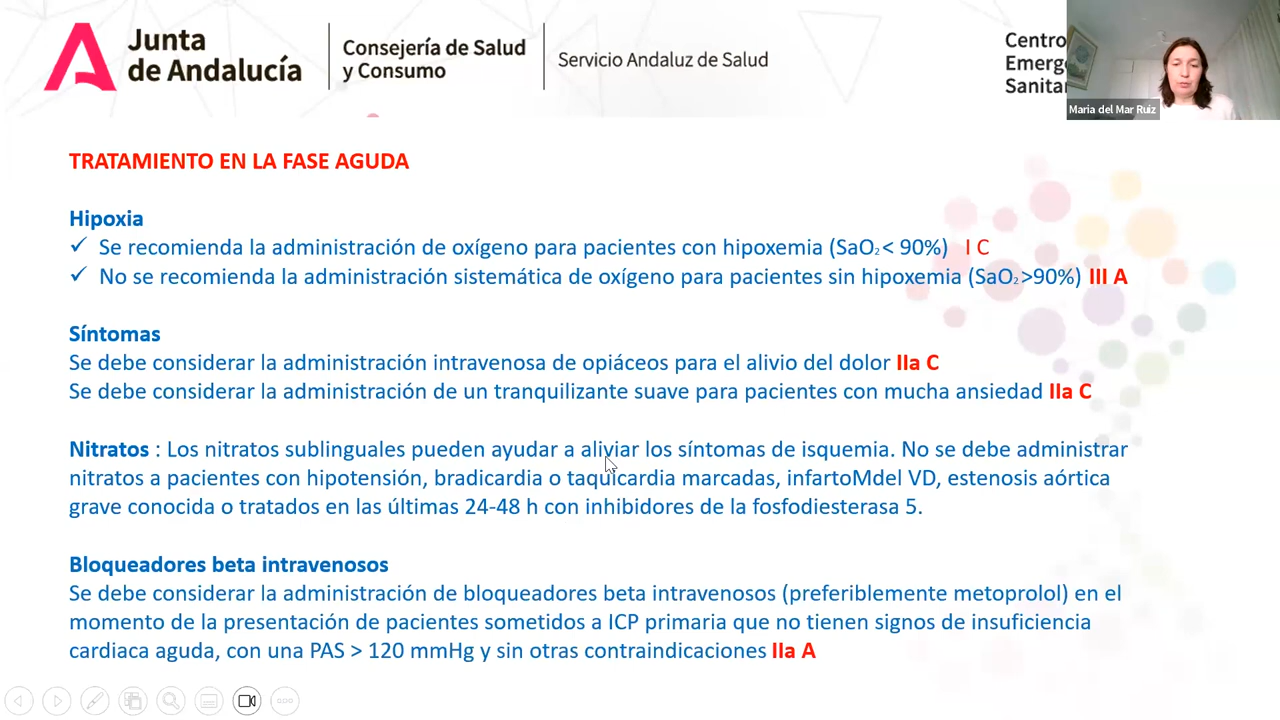 Junta
de Andalucía
Consejería de Salud
y Consumo
Servicio Andaluz de Salud
Centro
Emerg
Sanitar
Maria del Mar Ruiz
TRATAMIENTO EN LA FASE AGUDA
Hipoxia
✓ Se recomienda la administración de oxígeno para pacientes con hipoxemia (SaO₂< 90%) I C
✓ No se recomienda la administración sistemática de oxígeno para pacientes sin hipoxemia (SaO₂>90%) III A
Síntomas
Se debe considerar la administración intravenosa de opiáceos para el alivio del dolor IIa C
Se debe considerar la administración de un tranquilizante suave para pacientes con mucha ansiedad IIa C
Nitratos : Los nitratos sublinguales pueden ayudar a aliviar los síntomas de isquemia. No se debe administrar
nitratos a pacientes con hipotensión, bradicardia o taquicardia marcadas, infartoMdel VD, estenosis aórtica
grave conocida o tratados en las últimas 24-48 h con inhibidores de la fosfodiesterasa 5.
Bloqueadores beta intravenosos
Se debe considerar la administración de bloqueadores beta intravenosos (preferiblemente metoprolol) en el
momento de la presentación de pacientes sometidos a ICP primaria que no tienen signos de insuficiencia
cardiaca aguda, con una PAS > 120 mmHg y sin otras contraindicaciones IIa A